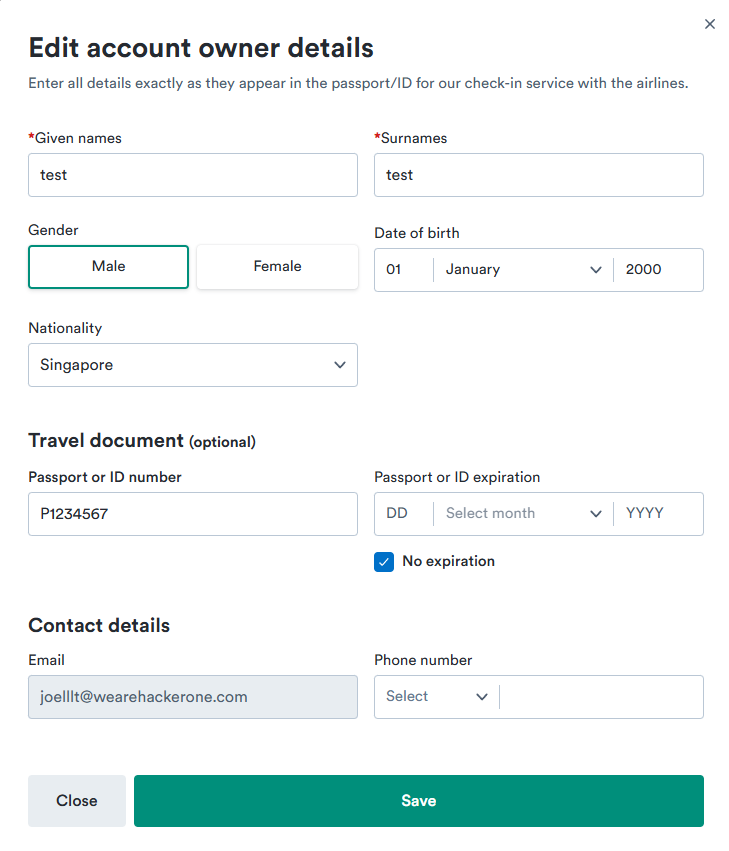 Edit account owner details
Enter all details exactly as they appear in the passport/ID for our check-in service with the airlines.
*Given names
*Surnames
test
test
Gender
Date of birth
Male
Female
01
January
2000
Nationality
Singapore
Travel document (optional)
Passport or ID number
Passport or ID expiration
P1234567
DD
Select month
YYYY
No expiration
Contact details
Email
Phone number
joelllt@wearehackerone.com
Select
Close
Save